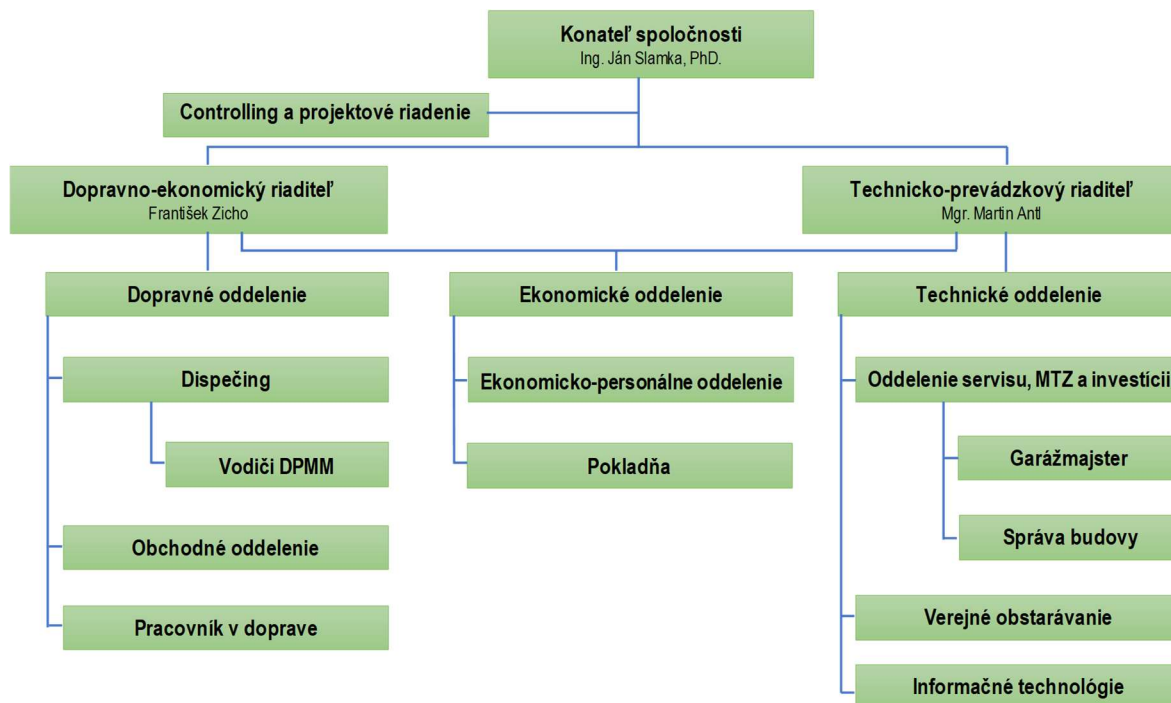 Konateľ spoločnosti
Ing. Ján Slamka, PhD.
Controlling a projektové riadenie
Dopravno-ekonomický riaditeľ
František Zicho
Technicko-prevádzkový riaditeľ
Mgr. Martin Antl
Dopravné oddelenie
Ekonomické oddelenie
Technické oddelenie
Dispečing
Ekonomicko-personálne oddelenie
Oddelenie servisu, MTZ a investícii
Vodiči DPMM
Pokladňa
Garážmajster
Obchodné oddelenie
Správa budovy
Pracovník v doprave
Verejné obstarávanie
Informačné technológie